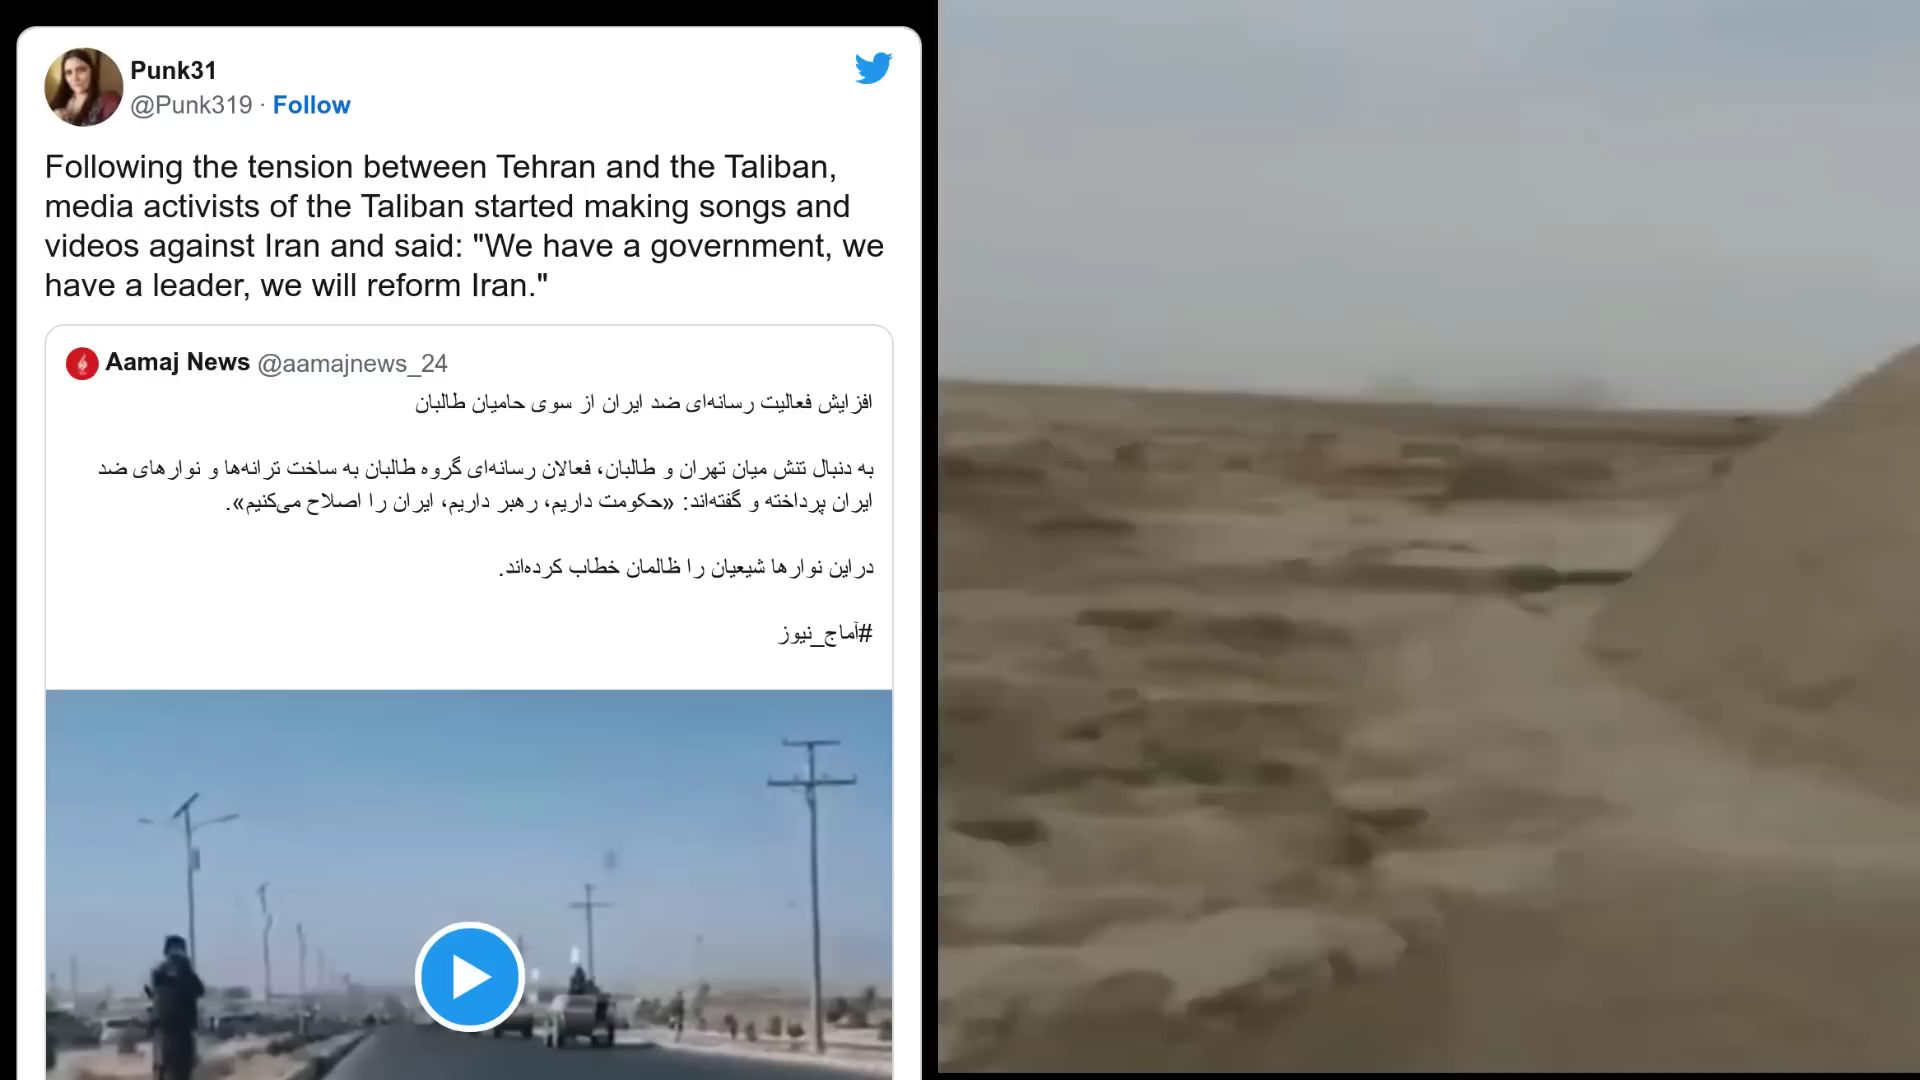 Punk31
@Punk319 · Follow
Following the tension between Tehran and the Taliban,
media activists of the Taliban started making songs and
videos against Iran and said: "We have a government, we
have a leader, we will reform Iran."
Aamaj News @aamajnews_24
افزایش فعالیت رسانه‌ای ضد ایران از سوی حامیان طالبان
به دنبال تنش میان تهران و طالبان، فعالان رسانه‌ای گروه طالبان به ساخت ترانه‌ها و نوارهای ضد
ایران پرداخته و گفته‌اند: «حکومت داریم، رهبر داریم، ایران را اصلاح می‌کنیم».
دراین نوارها شیعیان را ظالمان خطاب کرده‌اند.
#آماج_نیوز